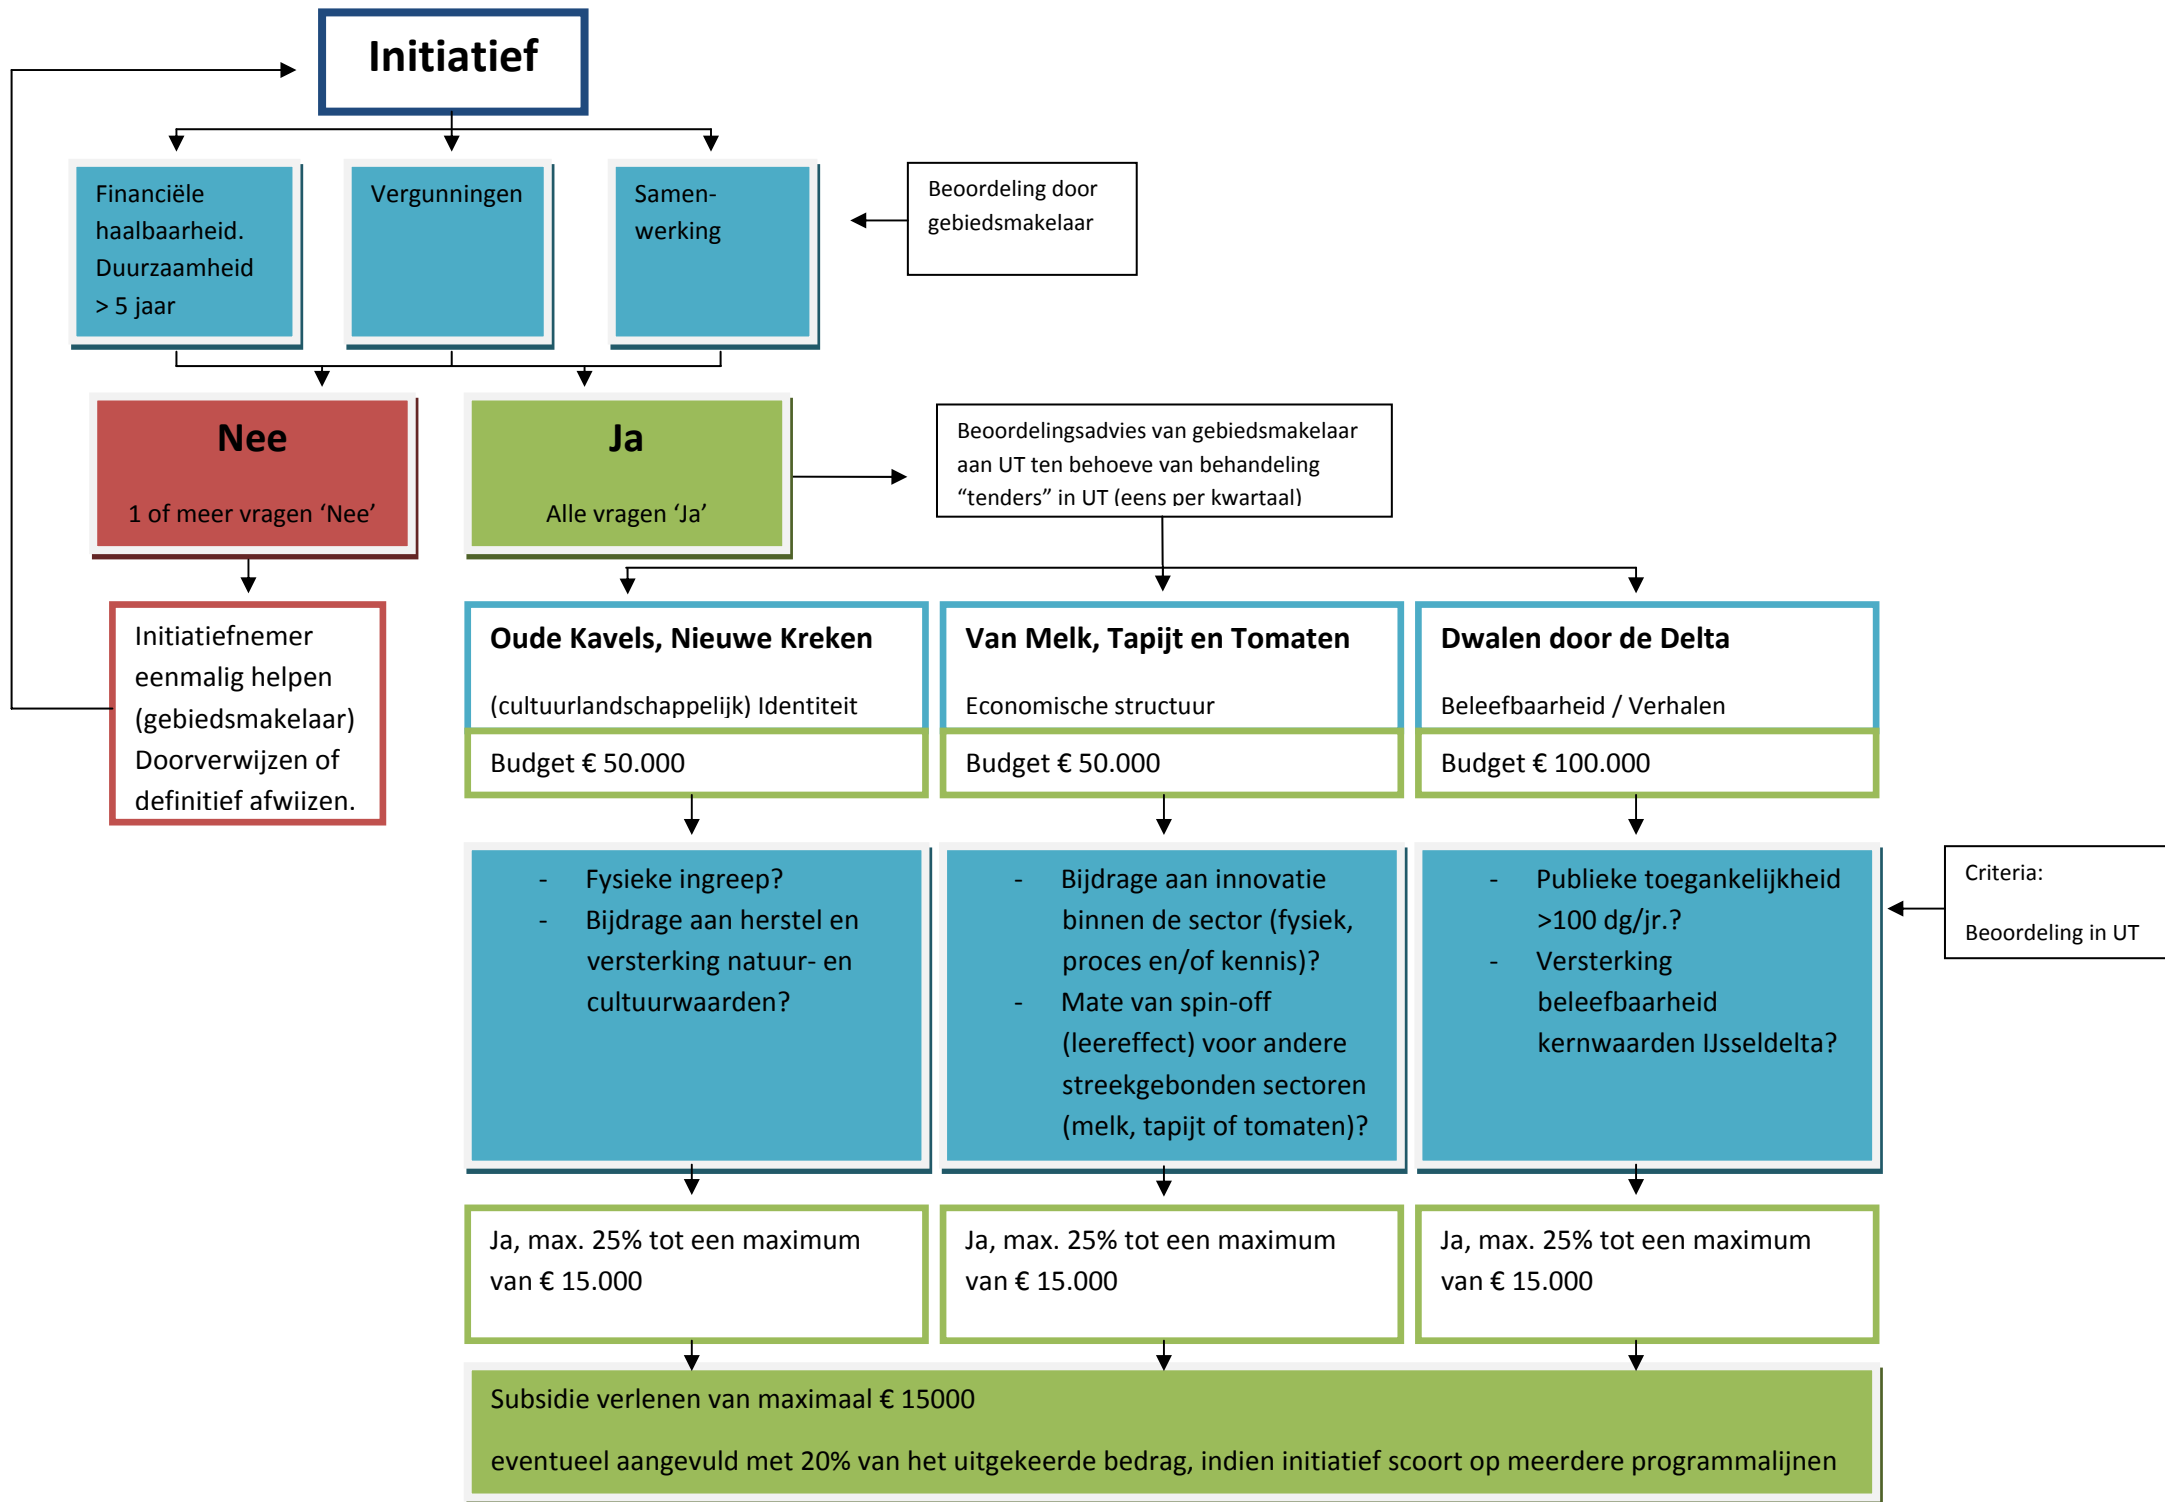 Initiatief
Financiële
haalbaarheid.
Duurzaamheid
> 5 jaar
Vergunningen
Samen-
werking
Beoordeling door
gebiedsmakelaar
Nee
1 of meer vragen ‘Nee’
Ja
Alle vragen ‘Ja’
Beoordelingsadvies van gebiedsmakelaar
aan UT ten behoeve van behandeling
“tenders” in UT (eens per kwartaal)
Initiatiefnemer
eenmalig helpen
(gebiedsmakelaar)
Doorverwijzen of
definitief afwijzen.
Oude Kavels, Nieuwe Kreken
(cultuurlandschappelijk) Identiteit
Budget € 50.000
Van Melk, Tapijt en Tomaten
Economische structuur
Budget € 50.000
Dwalen door de Delta
Beleefbaarheid / Verhalen
Budget € 100.000
- Fysieke ingreep?
- Bijdrage aan herstel en
versterking natuur- en
cultuurwaarden?
- Bijdrage aan innovatie
binnen de sector (fysiek,
proces en/of kennis)?
- Mate van spin-off
(leereffect) voor andere
streekgebonden sectoren
(melk, tapijt of tomaten)?
- Publieke toegankelijkheid
>100 dg/jr.?
- Versterking
beleefbaarheid
kernwaarden IJsseldelta?
Criteria:
Beoordeling in UT
Ja, max. 25% tot een maximum
van € 15.000
Ja, max. 25% tot een maximum
van € 15.000
Ja, max. 25% tot een maximum
van € 15.000
Subsidie verlenen van maximaal € 15000
eventueel aangevuld met 20% van het uitgekeerde bedrag, indien initiatief scoort op meerdere programmalijnen